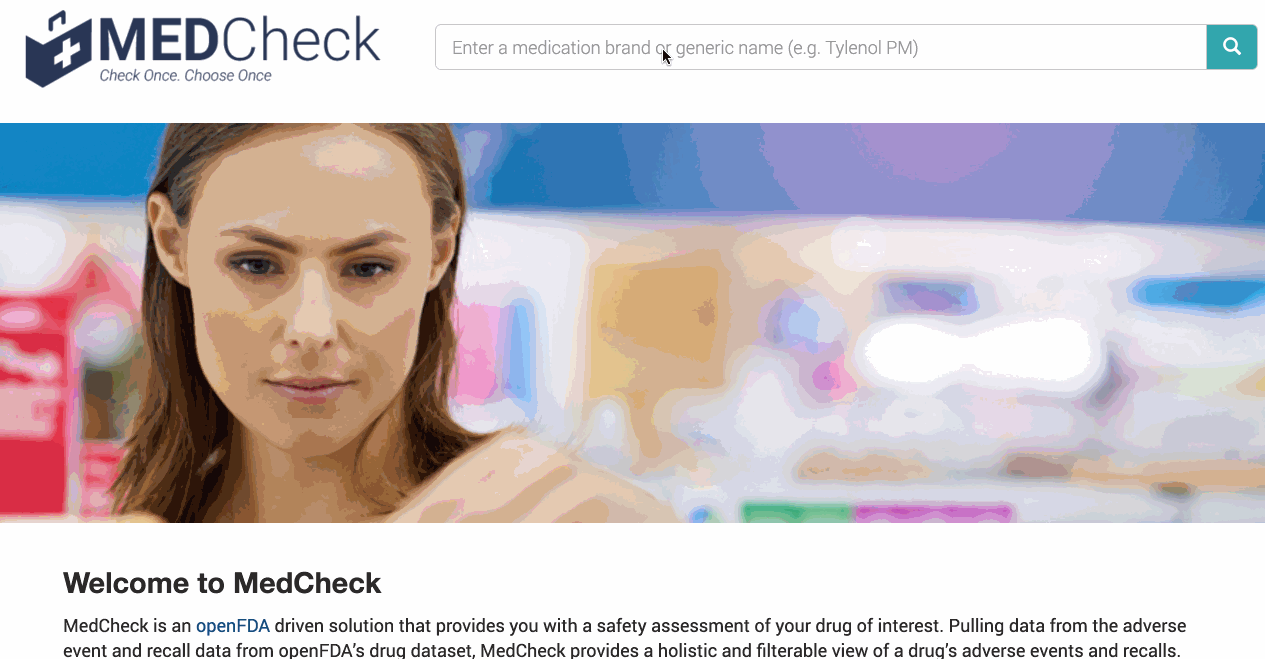 MEDCheck
Check Once. Choose Once
Enter a medication brand or generic name (e.g. Tylenol PM)
Welcome to MedCheck
MedCheck is an openFDA driven solution that provides you with a safety assessment of your drug of interest. Pulling data from the adverse
event and recall data from openFDA's drug dataset, MedCheck provides a holistic and filterable view of a drug's adverse events and recalls.